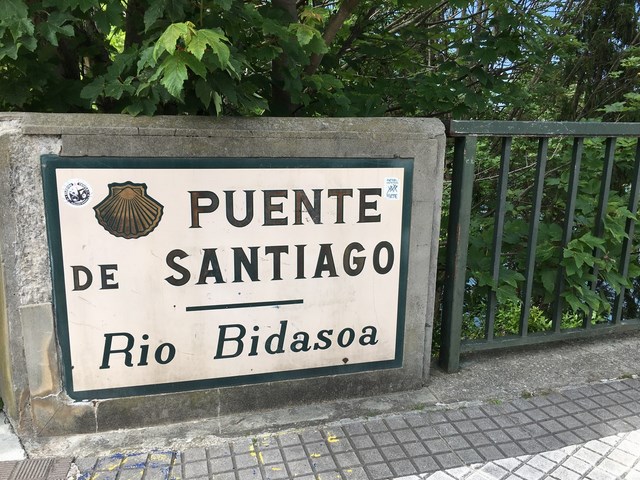 PUENTE
DE SANTIAGO
Rio Bidasoa